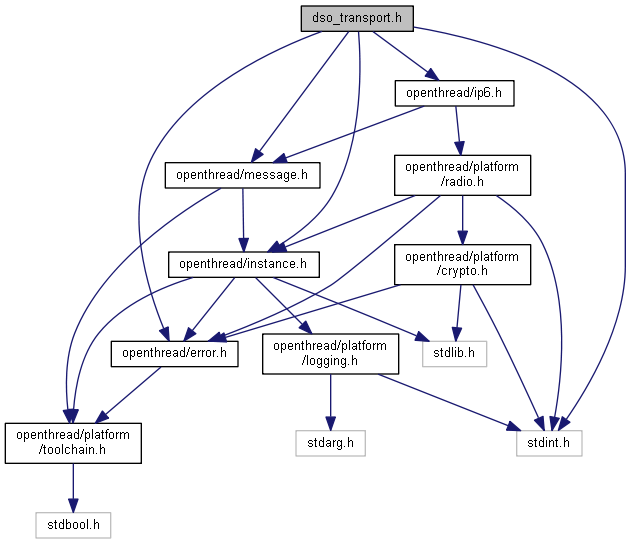 dso_transport.h
openthread/ip6.h
openthread/message.h
openthread/platform
/radio.h
openthread/instance.h
openthread/platform
/crypto.h
openthread/error.h
openthread/platform
/logging.h
stdlib.h
openthread/platform
/toolchain.h
stdarg.h
stdint.h
stdbool.h